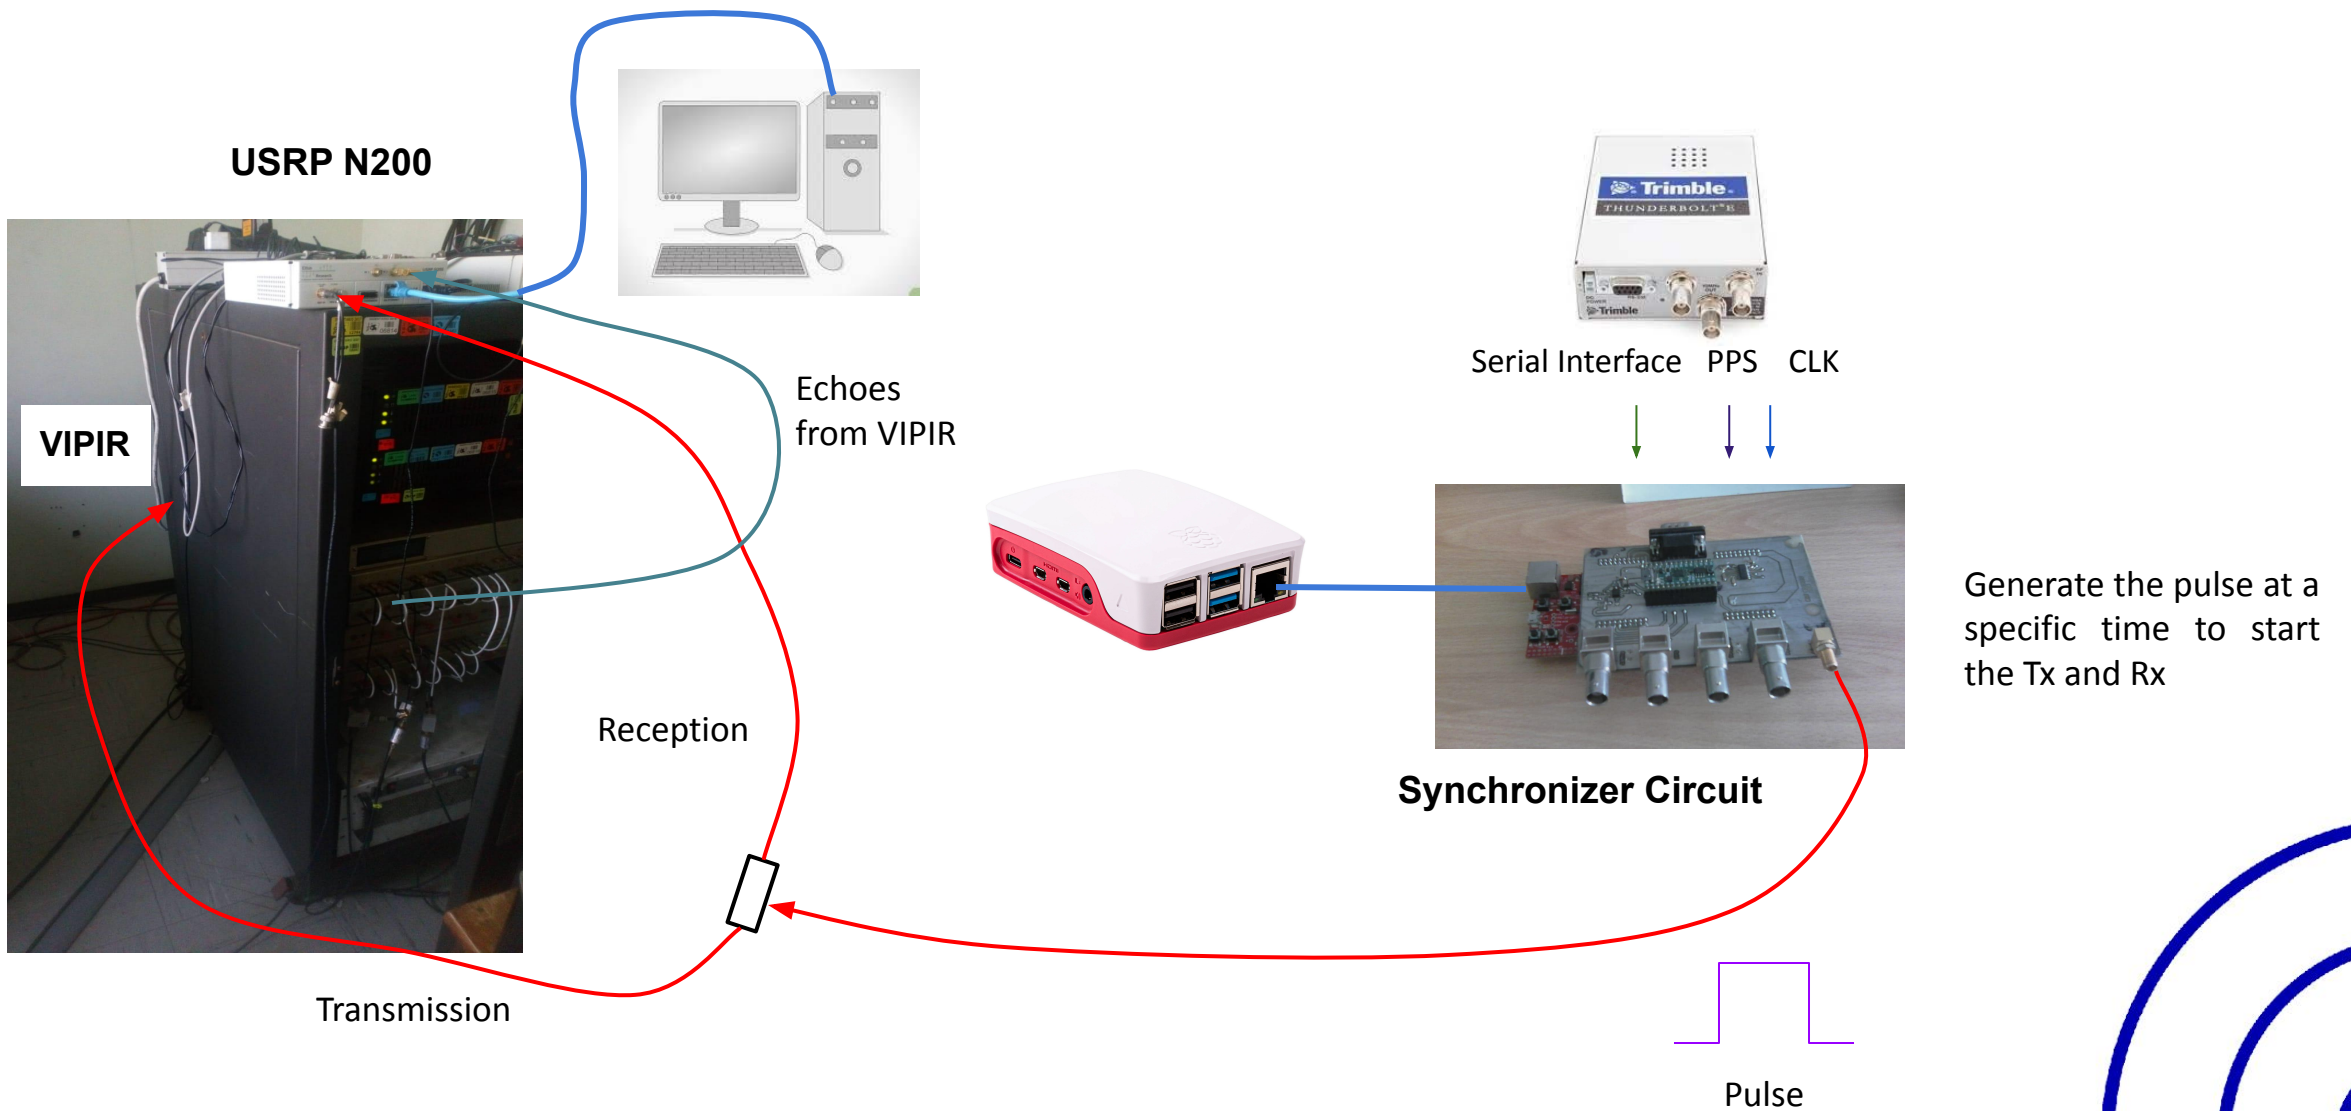 USRP N200
VIPIR
Echoes
from VIPIR
Reception
Transmission
Trimble
THUNDERBOLT E
Trimble
Serial Interface PPS CLK
Synchronizer Circuit
Generate the pulse at a
specific time to start
the Tx and Rx
Pulse